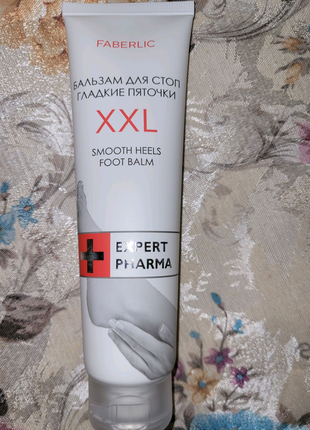 FABERLIC
БАЛЬЗАМ ДЛЯ СТОП
ГЛАДКИЕ ПЯТОЧКИ
XXL
SMOOTH HEELS
FOOT BALM
EXPERT
PHARMA